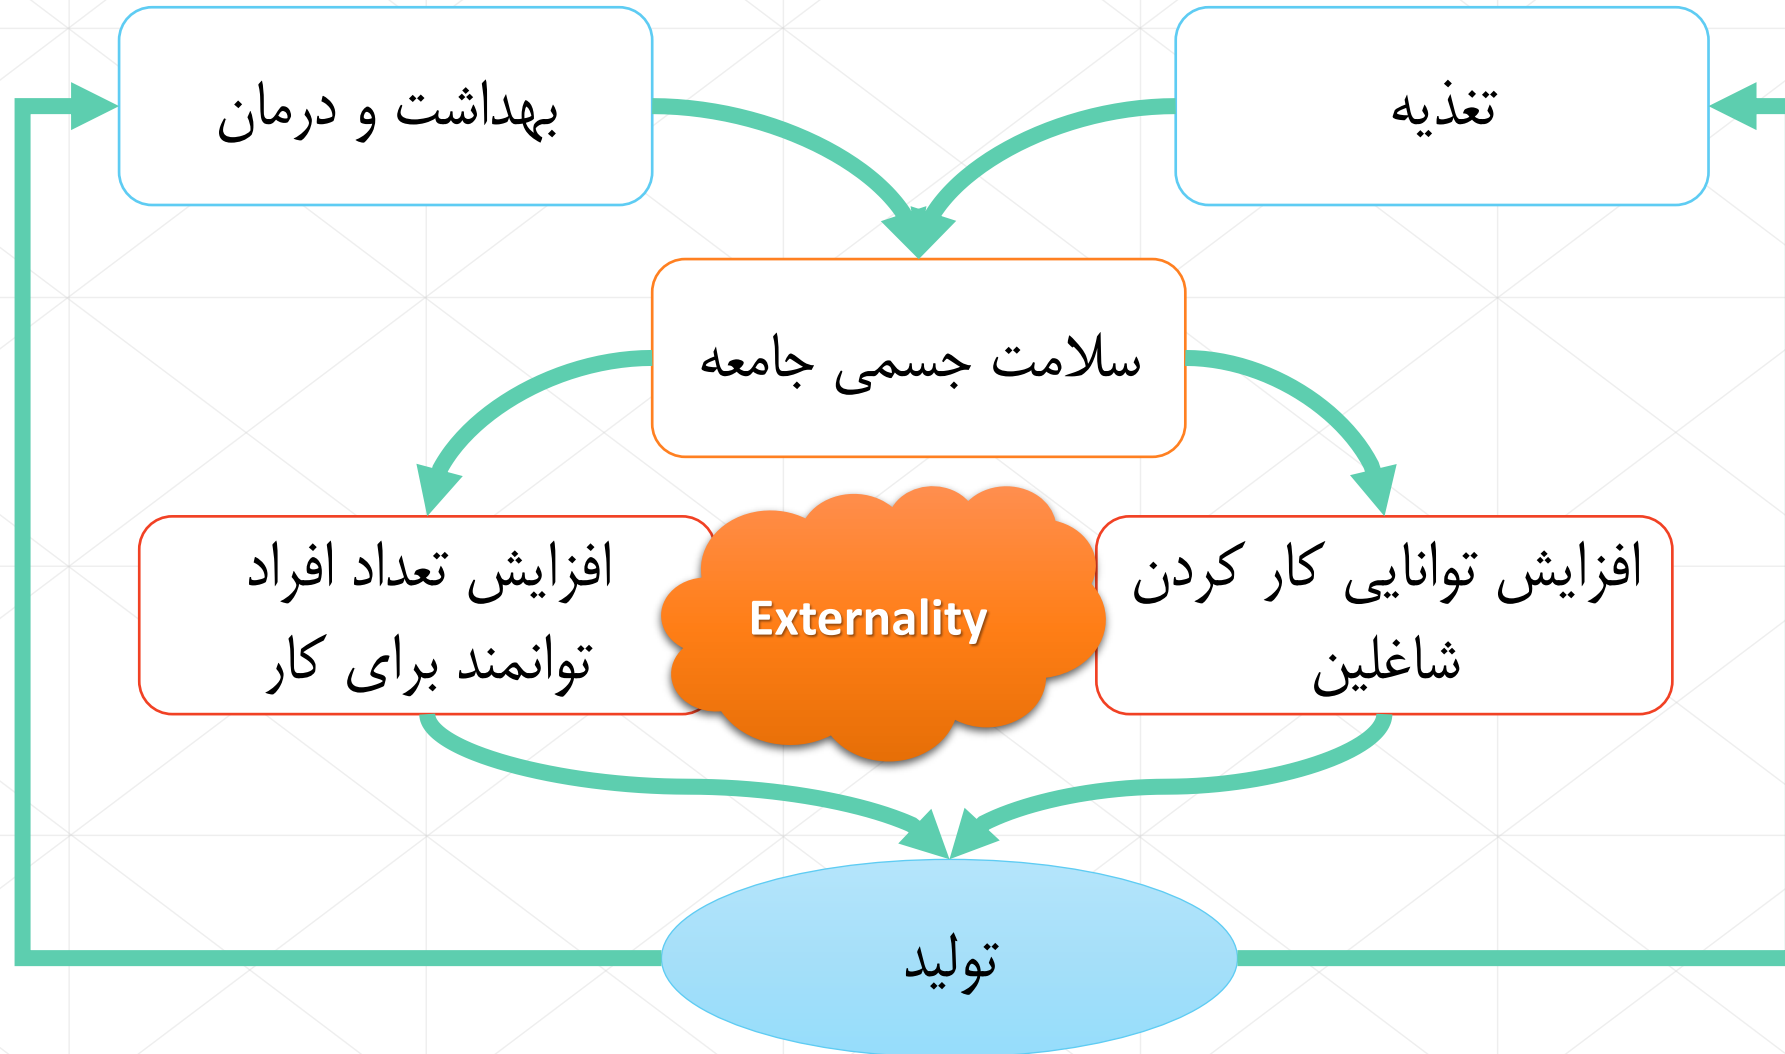 تغذیه
بهداشت و درمان
سلامت جسمی جامعه
افزایش توانایی کار کردن
شاغلین
Externality
افزایش تعداد افراد
توانمند برای کار
تولید